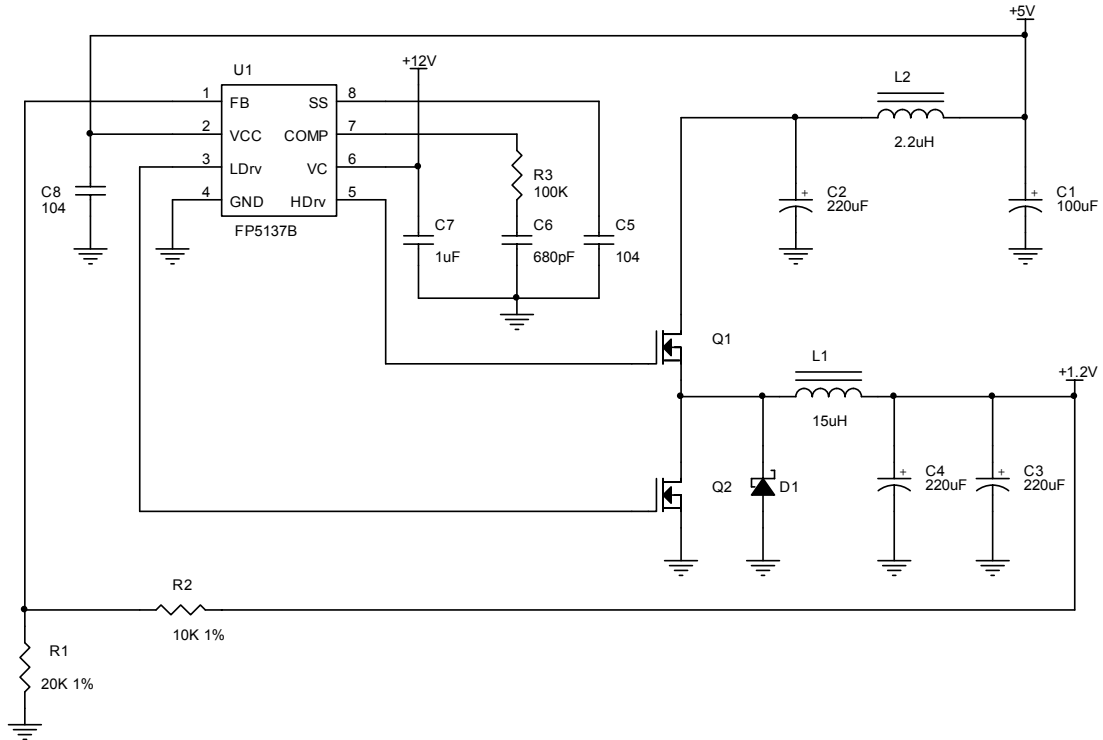 +5V
U1
+12V
L2
1
FB
SS
8
2
VCC
COMP
7
2.2uH
3
LDrv
VC
6
R3
100K
C8
104
4
GND
HDrv
5
C2
220uF
+
C1
100uF
+
FP5137B
C7
1uF
C6
680pF
C5
104
Q1
L1
+1.2V
15uH
Q2
D1
C4
220uF
+
C3
220uF
+
R2
10K 1%
R1
20K 1%